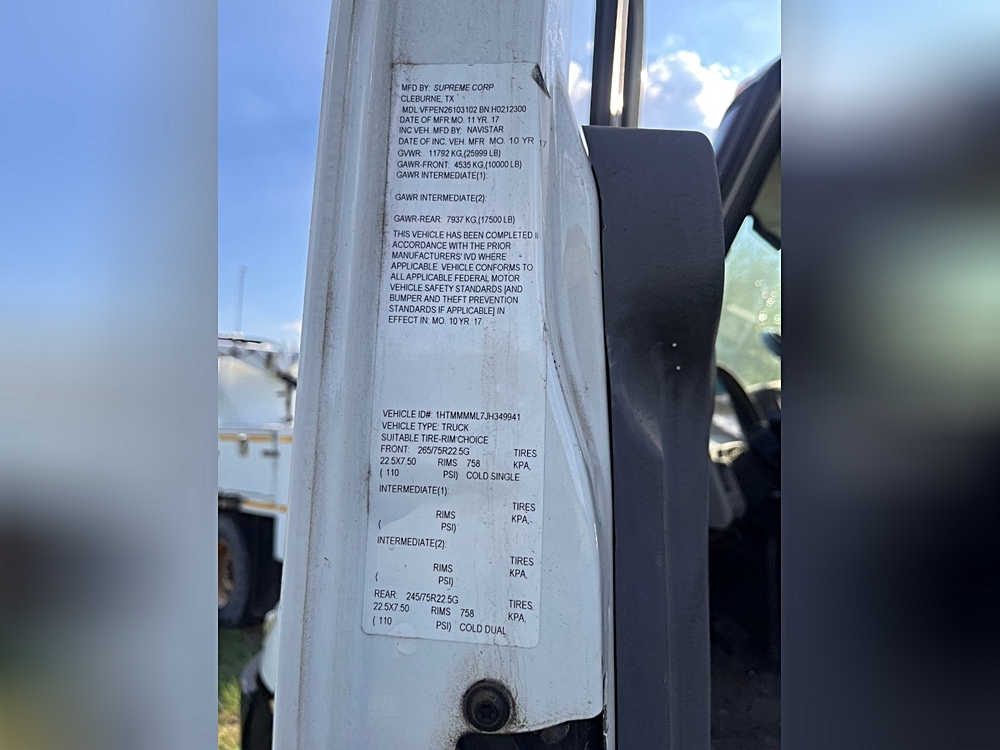 MFD BY: SUPREME CORP
CLEBURNE, TX
MDL:VFPEN26103102 BN:H0212300
DATE OF MFR MO. 11 YR. 17
INC VEH. MFD BY: NAVISTAR
DATE OF INC. VEH. MFR MO. 10 YR. 17
GVWR: 11792 KG,(25999 LB)
GAWR-FRONT: 4535 KG,(10000 LB)
GAWR INTERMEDIATE(1):
GAWR INTERMEDIATE(2):
GAWR-REAR: 7937 KG,(17500 LB)
THIS VEHICLE HAS BEEN COMPLETED I
ACCORDANCE WITH THE PRIOR
MANUFACTURERS' IVD WHERE
APPLICABLE. VEHICLE CONFORMS TO
ALL APPLICABLE FEDERAL MOTOR
VEHICLE SAFETY STANDARDS [AND
BUMPER AND THEFT PREVENTION
STANDARDS IF APPLICABLE] IN
EFFECT IN: MO. 10 YR. 17
VEHICLE ID#: 1HTMMMML7JH349941
VEHICLE TYPE: TRUCK
SUITABLE TIRE-RIM CHOICE
FRONT: 265/75R22.5G TIRES
22.5X7.50 RIMS 758 KPA,
( 110 PSI) COLD SINGLE
INTERMEDIATE(1):
TIRES
RIMS KPA,
( PSI)
INTERMEDIATE(2):
TIRES
RIMS KPA,
( PSI)
REAR: 245/75R22.5G TIRES
22.5X7.50 RIMS 758 KPA,
( 110 PSI) COLD DUAL